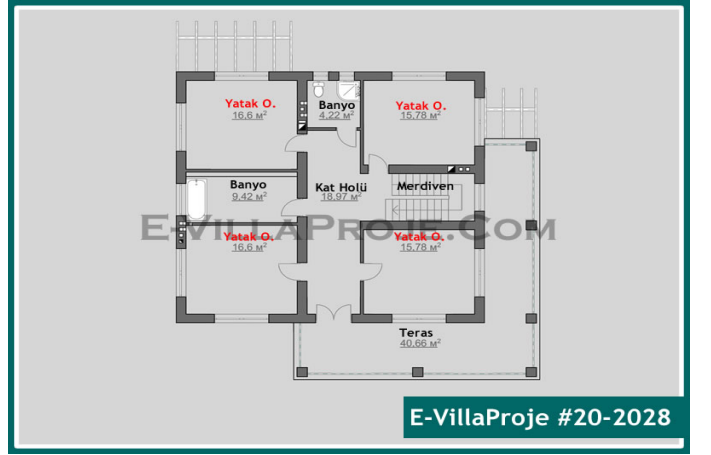 Yatak O.
16.6 м²
Banyo
4.22 м²
Yatak O.
15.78 м²
Banyo
9.42 м²
Kat Holü
18.97 м²
Merdiven
E-VillaProje.Com
Yatak O.
16.6 м²
Yatak O.
15.78 м²
Teras
40.66 м²
E-VillaProje #20-2028